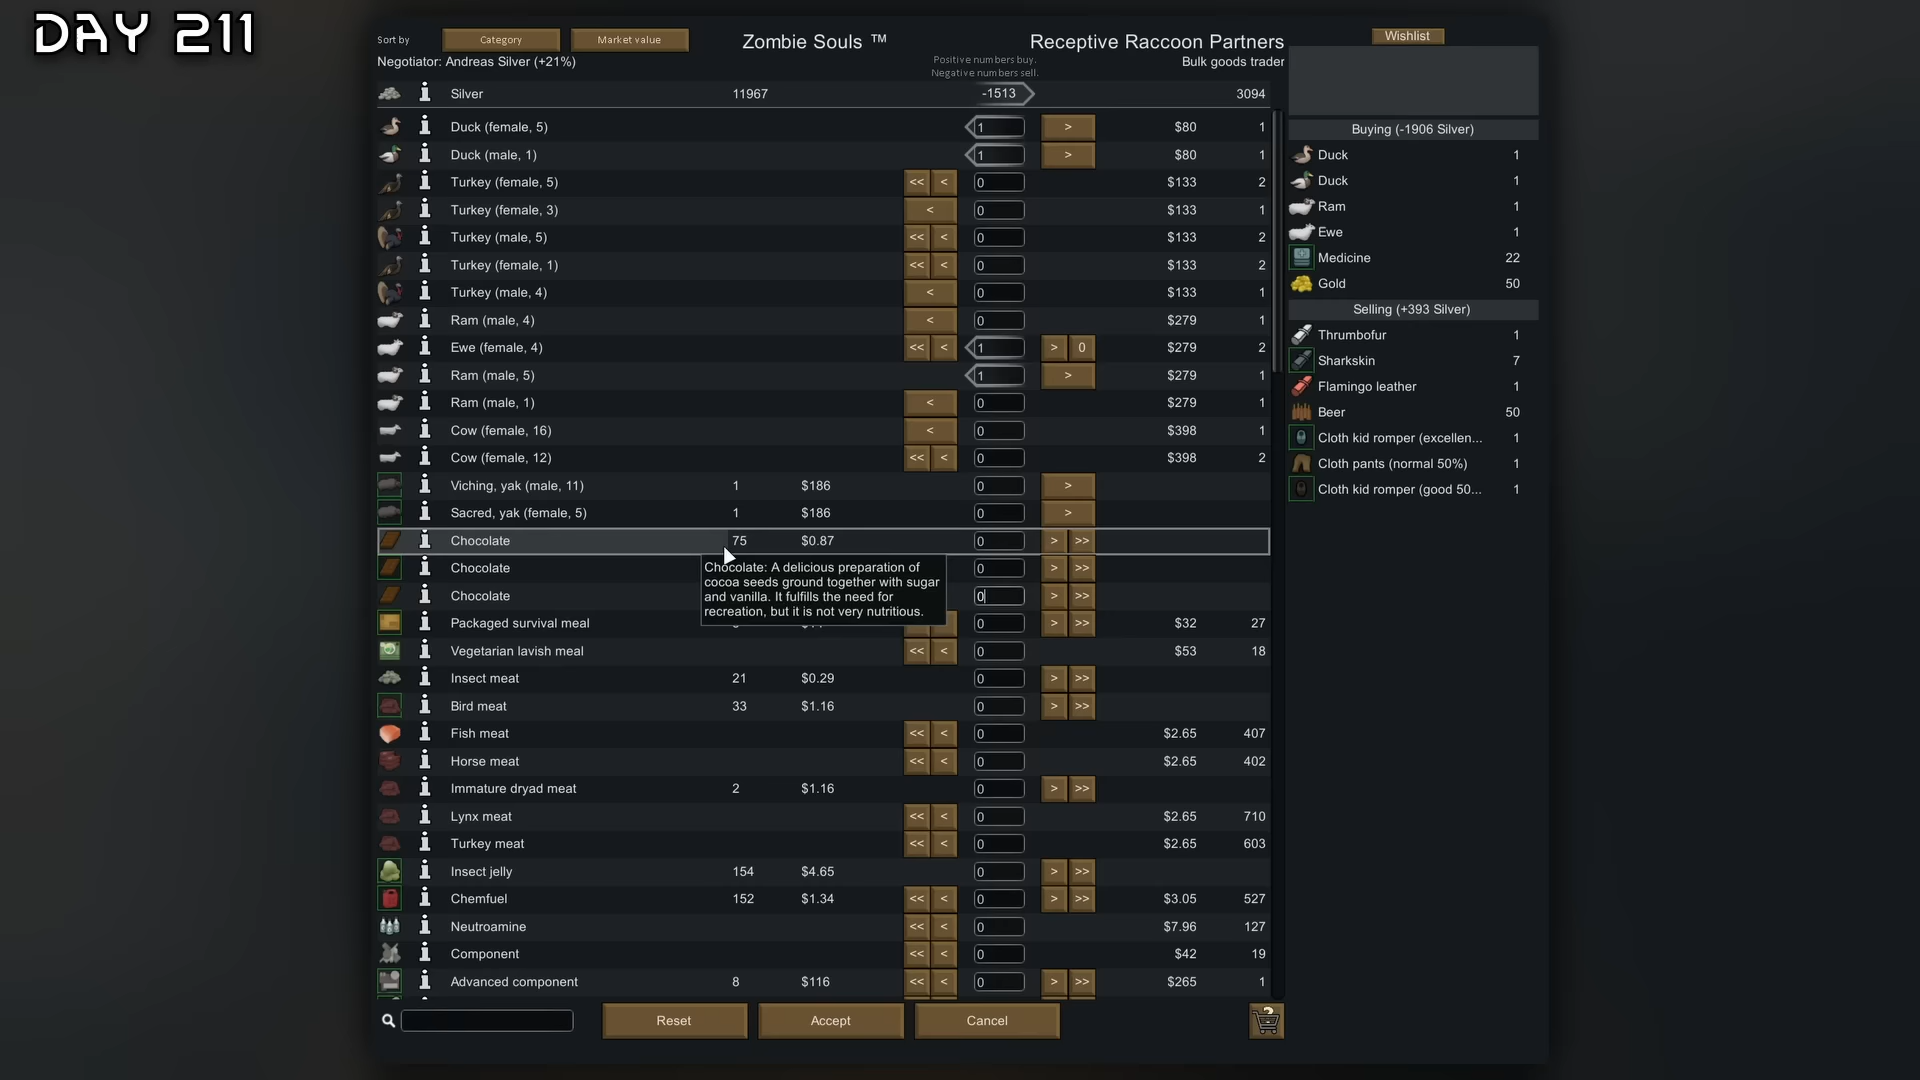 DAY 211
Sort by Category Market value Zombie Souls ™ Receptive Raccoon Partners Wishlist
Negotiator: Andreas Silver (+21%) Positive numbers buy. Bulk goods trader
Negative numbers sell.
Silver 11967 -1513 3094
Duck (female, 5) 1 > $80 1
Duck (male, 1) 1 > $80 1
Turkey (female, 5) << < 0 $133 2
Turkey (female, 3) < 0 $133 1
Turkey (male, 5) << < 0 $133 2
Turkey (female, 1) << < 0 $133 2
Turkey (male, 4) < 0 $133 1
Ram (male, 4) < 0 $279 1
Ewe (female, 4) << < 1 > 0 $279 2
Ram (male, 5) 1 > $279 1
Ram (male, 1) < 0 $279 1
Cow (female, 16) < 0 $398 1
Cow (female, 12) << < 0 $398 2
Viching, yak (male, 11) 1 $186 0 >
Sacred, yak (female, 5) 1 $186 0 >
Chocolate 75 $0.87 0 > >>
Chocolate 0 > >>
Chocolate 0 > >>
Chocolate: A delicious preparation of
cocoa seeds ground together with sugar
and vanilla. It fulfills the need for
recreation, but it is not very nutritious.
Packaged survival meal 0 > >> $32 27
Vegetarian lavish meal << < 0 $53 18
Insect meat 21 $0.29 0 > >>
Bird meat 33 $1.16 0 > >>
Fish meat << < 0 $2.65 407
Horse meat << < 0 $2.65 402
Immature dryad meat 2 $1.16 0 > >>
Lynx meat << < 0 $2.65 710
Turkey meat << < 0 $2.65 603
Insect jelly 154 $4.65 0 > >>
Chemfuel 152 $1.34 << < 0 > >> $3.05 527
Neutroamine << < 0 $7.96 127
Component << < 0 $42 19
Advanced component 8 $116 << < 0 > >> $265 1
Reset Accept Cancel ?
Buying (-1906 Silver)
Duck 1
Duck 1
Ram 1
Ewe 1
Medicine 22
Gold 50
Selling (+393 Silver)
Thrumbofur 1
Sharkskin 7
Flamingo leather 1
Beer 50
Cloth kid romper (excellen... 1
Cloth pants (normal 50%) 1
Cloth kid romper (good 50... 1